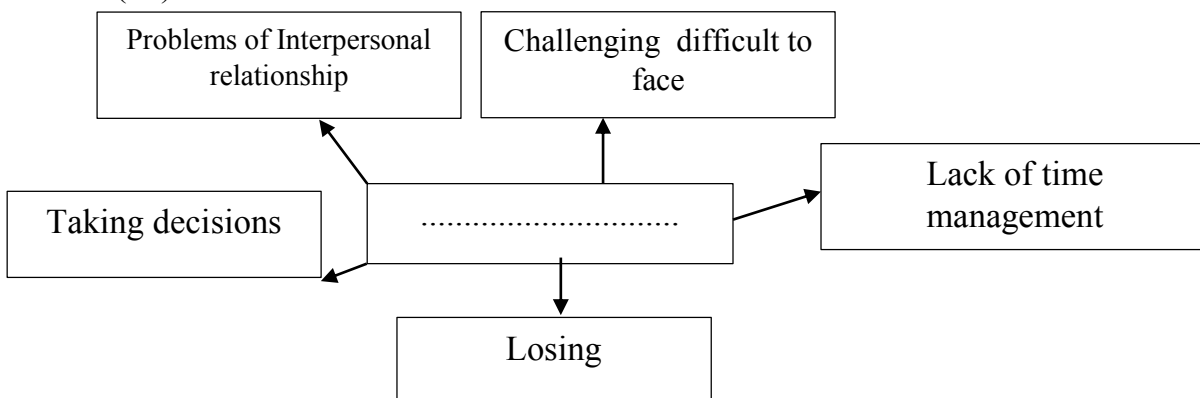 Problems of Interpersonal
relationship
Challenging difficult to
face
Lack of time
management
Taking decisions
..............................
Losing